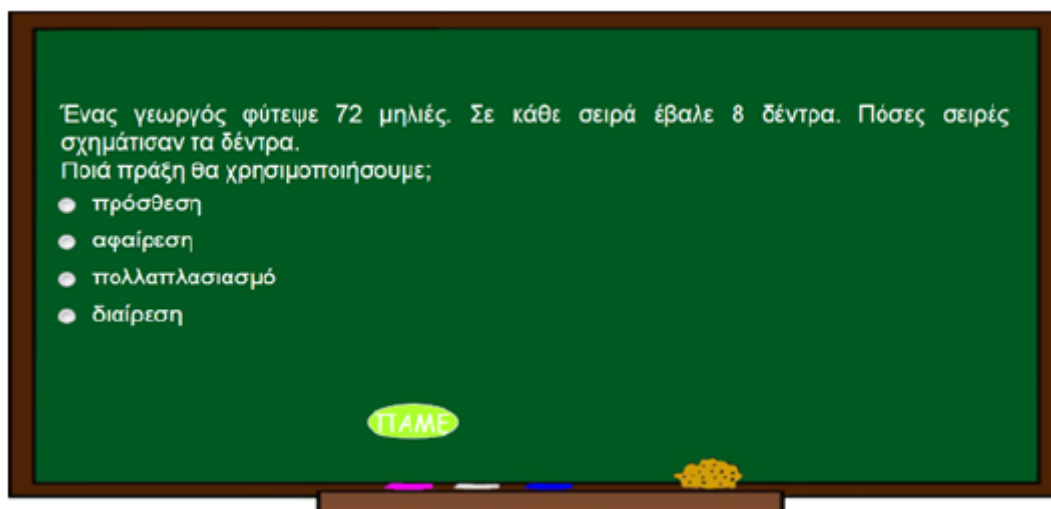 Ένας γεωργός φύτεψε 72 μηλιές. Σε κάθε σειρά έβαλε 8 δέντρα. Πόσες σειρές
σχημάτισαν τα δέντρα.
Ποιά πράξη θα χρησιμοποιήσουμε;
πρόσθεση
αφαίρεση
πολλαπλασιασμό
διαίρεση
ΠΑΜΕ